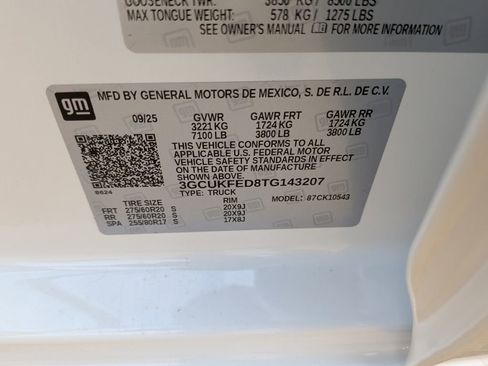 GOOSENECK TWR: 3850 KG / 8500 LBS
MAX TONGUE WEIGHT: 578 KG / 1275 LBS
SEE OWNER'S MANUAL FOR MORE INFORMATION
gm
MFD BY GENERAL MOTORS DE MEXICO, S. DE R.L. DE C.V.
09/25 GVWR GAWR FRT GAWR RR
3221 KG 1724 KG 1724 KG
7100 LB 3800 LB 3800 LB
THIS VEHICLE CONFORMS TO ALL
APPLICABLE U.S. FEDERAL MOTOR
VEHICLE SAFETY STANDARDS IN EFFECT
ON THE DATE OF MANUFACTURE SHOWN ABOVE.
3GCUKFED8TG143207
TYPE: TRUCK MODEL: 87CK10543
6624
TIRE SIZE RIM
FRT 275/60R20 S 20X9J
RR 275/60R20 S 20X9J
SPA 255/80R17 S 17X8J